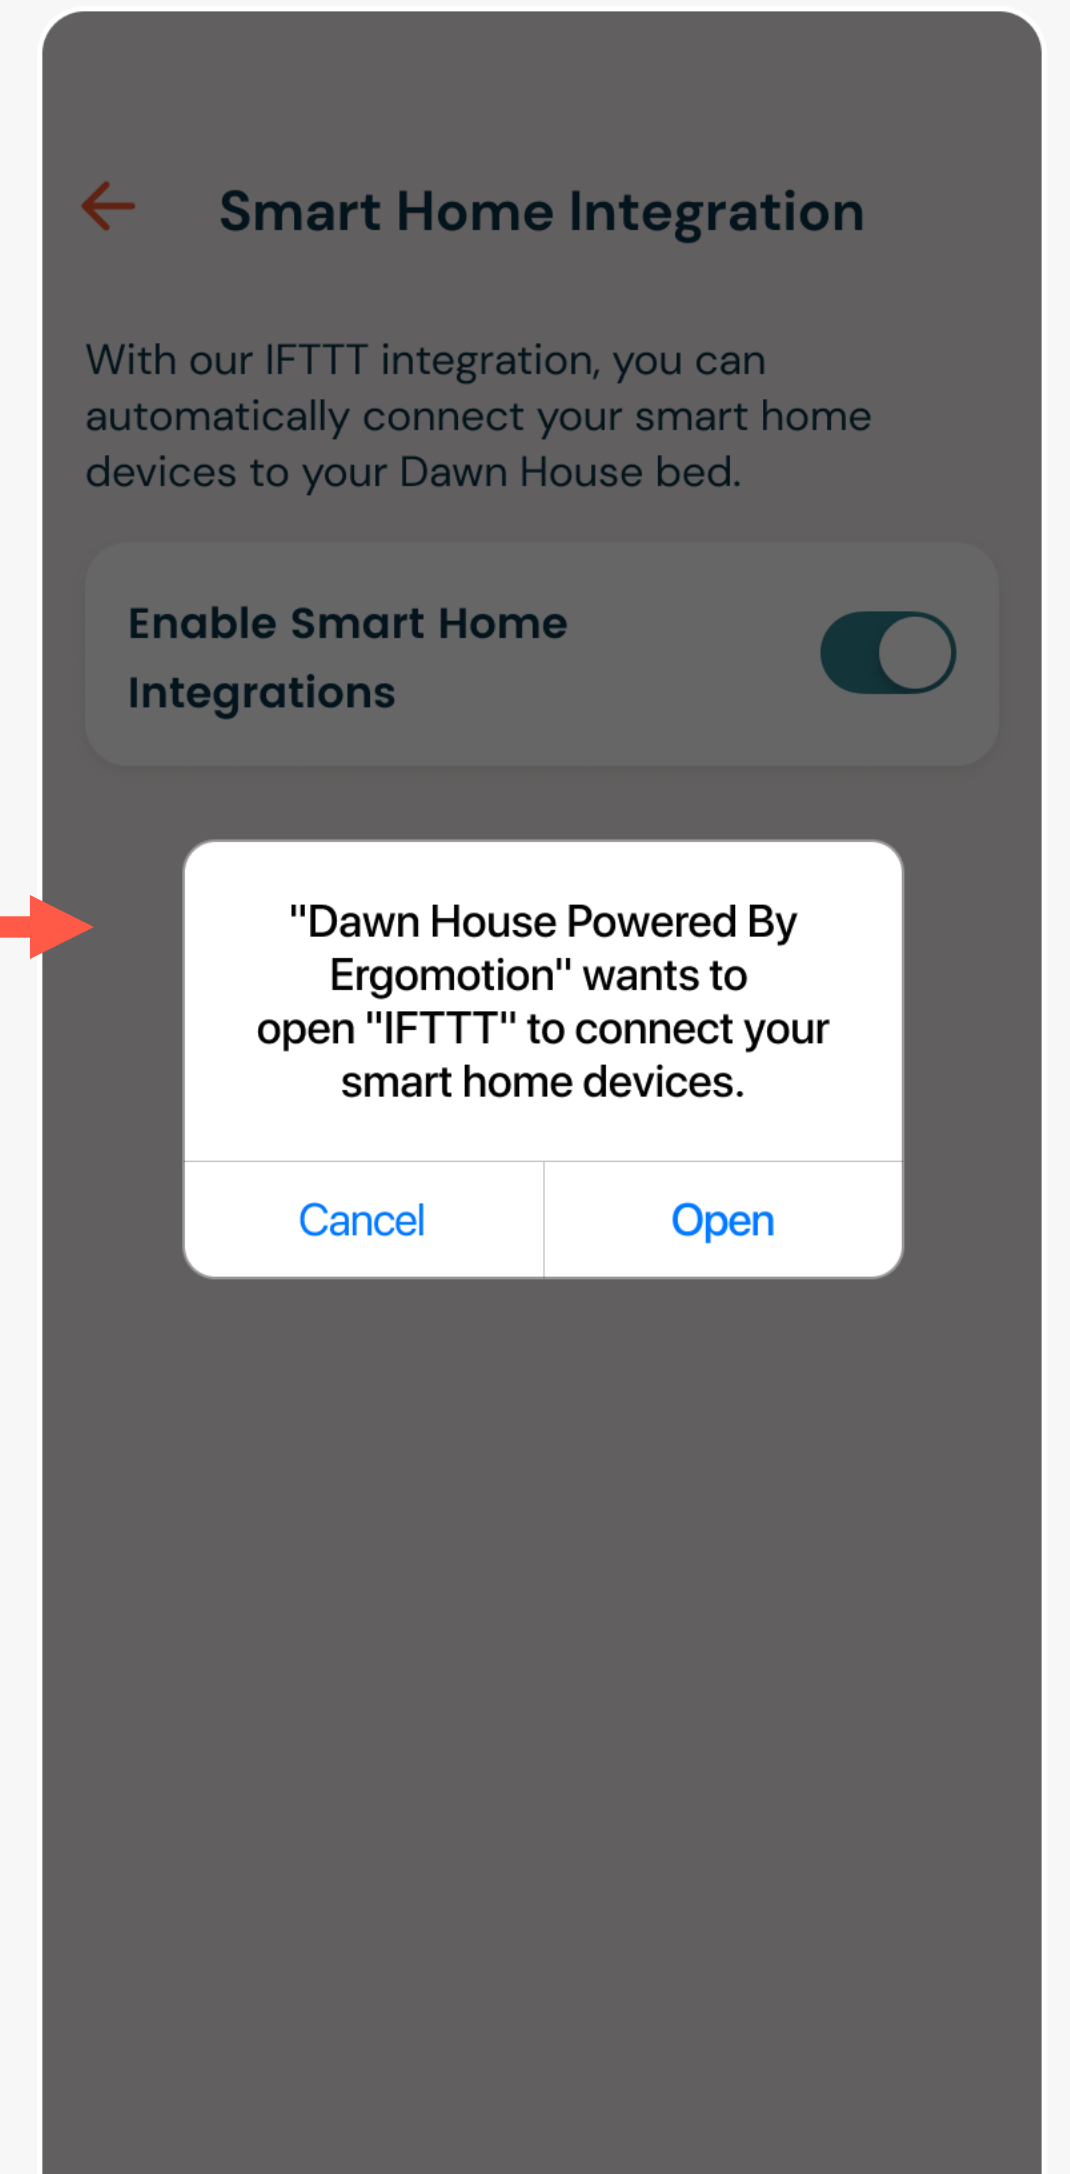 Smart Home Integration
With our IFTTT integration, you can
automatically connect your smart home
devices to your Dawn House bed.
Enable Smart Home
Integrations
"Dawn House Powered By
Ergomotion" wants to
open "IFTTT" to connect your
smart home devices.
Cancel
Open